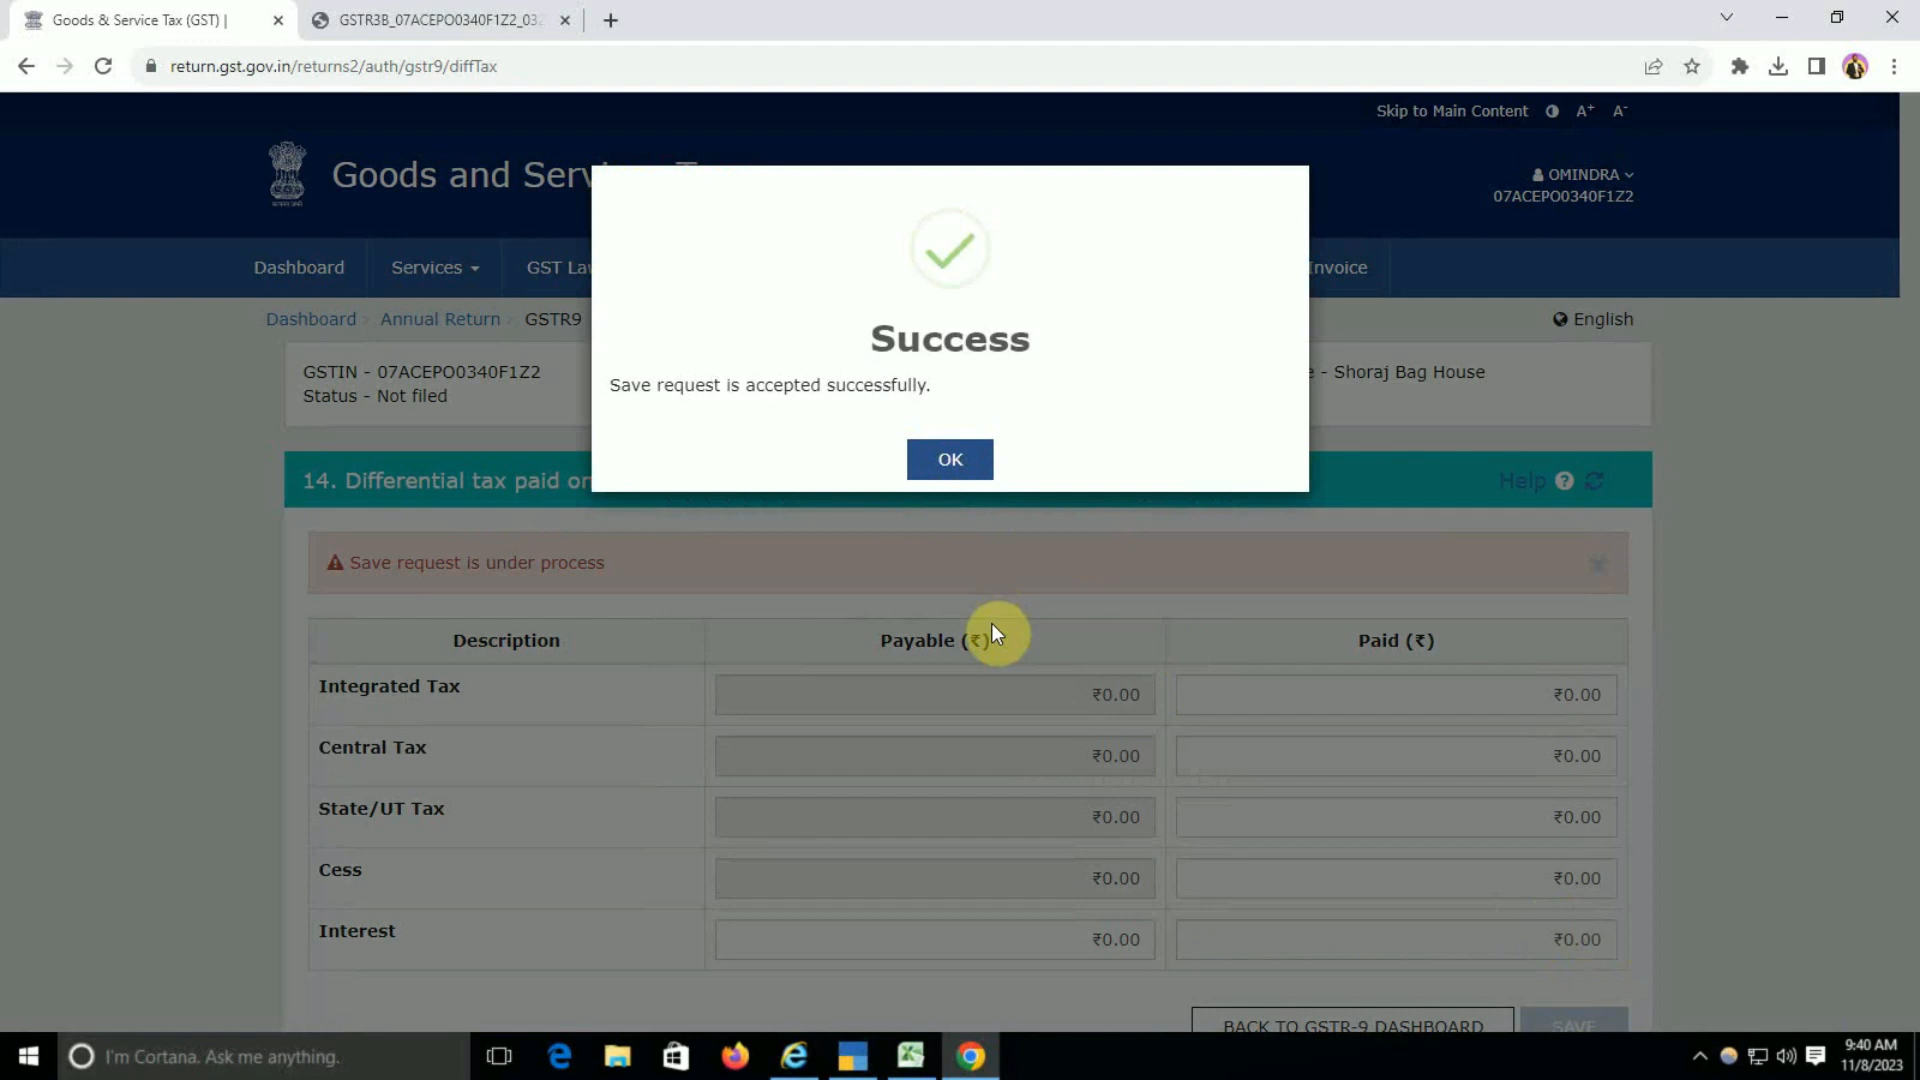 Goods & Service Tax (GST) |
GSTR3B_07ACEPO0340F1Z2_032
return.gst.gov.in/returns2/auth/gstr9/diffTax
Skip to Main Content A+ A-
Goods and Serv
OMINDRA
07ACEPO0340F1Z2
Dashboard Services GST La Invoice
Dashboard Annual Return GSTR9
English
Success
Save request is accepted successfully.
OK
GSTIN - 07ACEPO0340F1Z2
e - Shoraj Bag House
Status - Not filed
14. Differential tax paid or
Help ?
Save request is under process
Description Payable (₹) Paid (₹)
Integrated Tax ₹0.00 ₹0.00
Central Tax ₹0.00 ₹0.00
State/UT Tax ₹0.00 ₹0.00
Cess ₹0.00 ₹0.00
Interest ₹0.00 ₹0.00
BACK TO GSTR-9 DASHBOARD SAVE
I'm Cortana. Ask me anything.
9:40 AM
11/8/2023